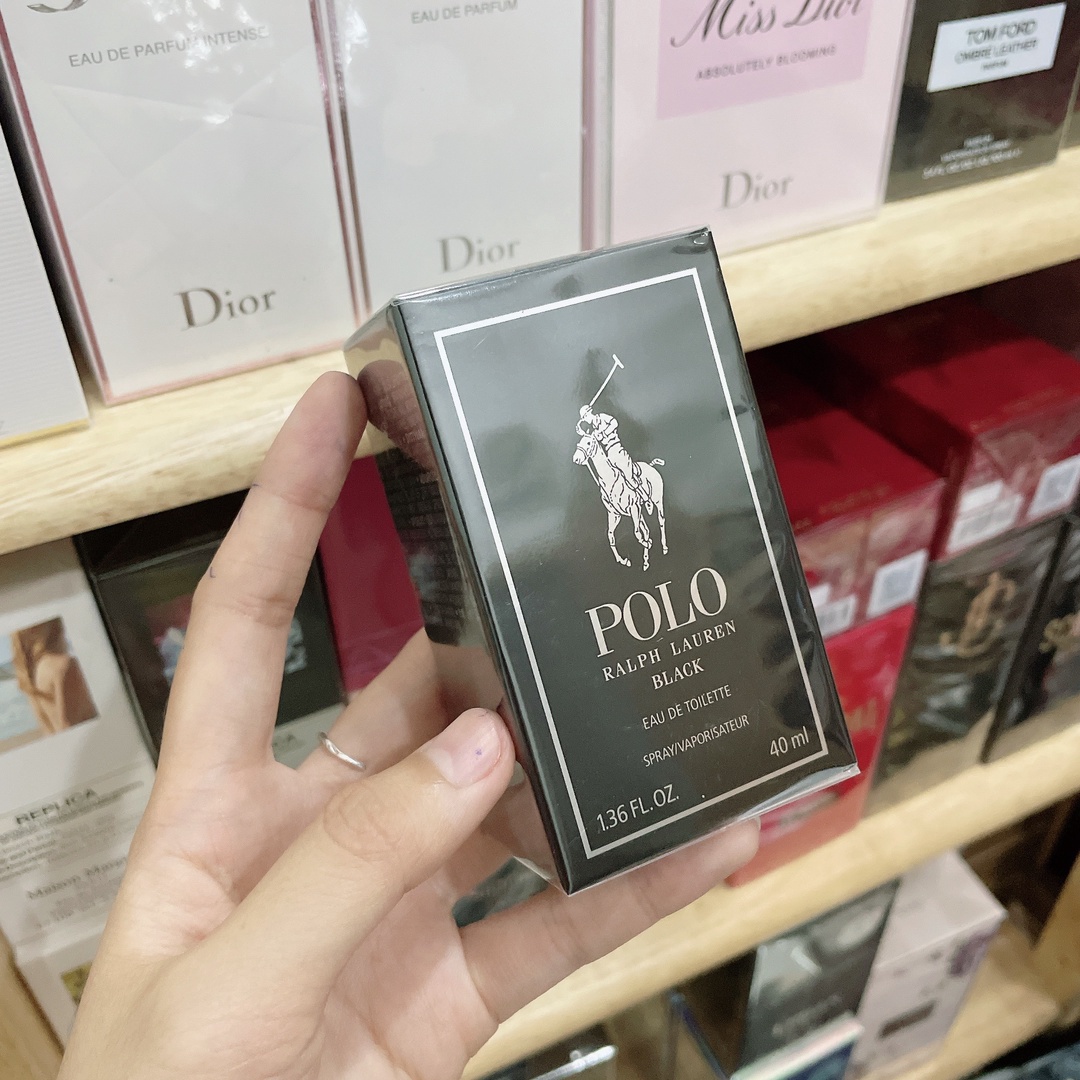 EAU DE PARFUM INTENSE
Dior
EAU DE PARFUM
Dior
Miss Dior
ABSOLUTELY BLOOMING
Dior
TOM FORD
OMBRÉ LEATHER
PARFUM
POLO
RALPH LAUREN
BLACK
EAU DE TOILETTE
SPRAY/VAPORISATEUR
40 ml
1.36 FL. OZ.
REPLICA